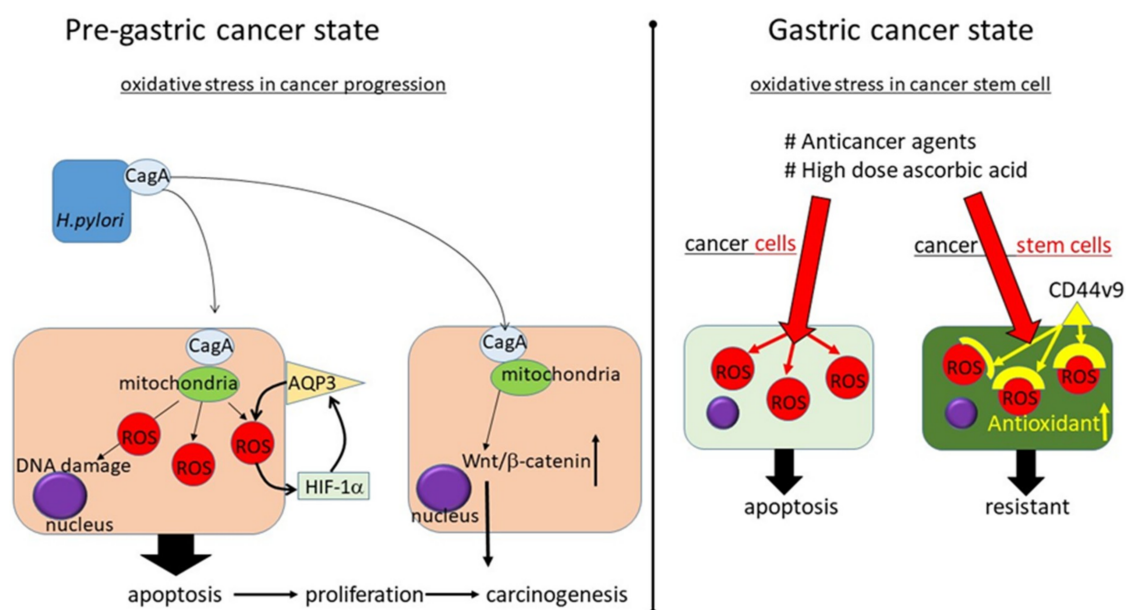 Pre-gastric cancer state
oxidative stress in cancer progression
CagA
H.pylori
CagA
mitochondria
AQP3
ROS
ROS
ROS
DNA damage
HIF-1α
nucleus
CagA
mitochondria
Wnt/β-catenin
nucleus
apoptosis
proliferation
carcinogenesis
Gastric cancer state
oxidative stress in cancer stem cell
# Anticancer agents
# High dose ascorbic acid
cancer cells
cancer stem cells
CD44v9
ROS
ROS
ROS
ROS
ROS
ROS
Antioxidant
apoptosis
resistant